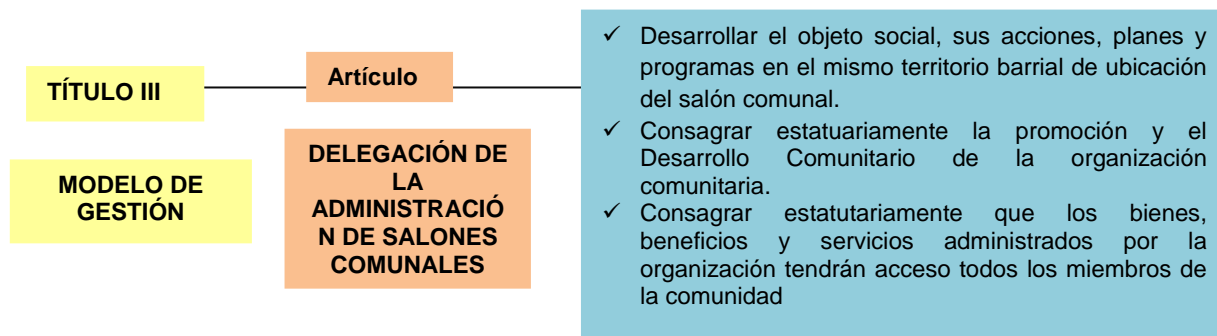 TÍTULO III
MODELO DE
GESTIÓN
Artículo
DELEGACIÓN DE
LA
ADMINISTRACIÓ
N DE SALONES
COMUNALES
✓ Desarrollar el objeto social, sus acciones, planes y
programas en el mismo territorio barrial de ubicación
del salón comunal.
✓ Consagrar estatuariamente la promoción y el
Desarrollo Comunitario de la organización
comunitaria.
✓ Consagrar estatutariamente que los bienes,
beneficios y servicios administrados por la
organización tendrán acceso todos los miembros de
la comunidad